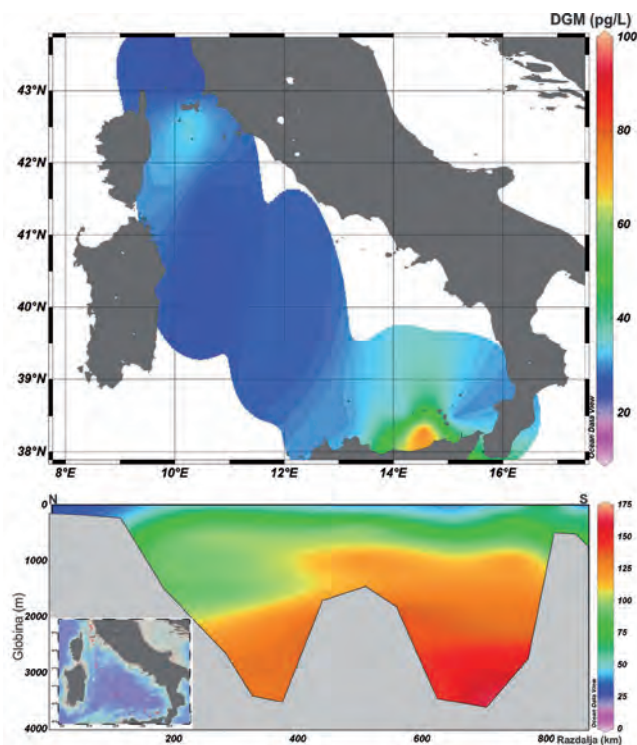 DGM (pg/L)
100
80
60
40
20
43°N
42°N
41°N
40°N
39°N
38°N
8°E
10°E
12°E
14°E
16°E
Ocean Data View
N
S
0
1000
2000
3000
4000
Globina (m)
175
150
125
100
75
50
25
0
Ocean Data View
200
400
600
800
Razdalja (km)